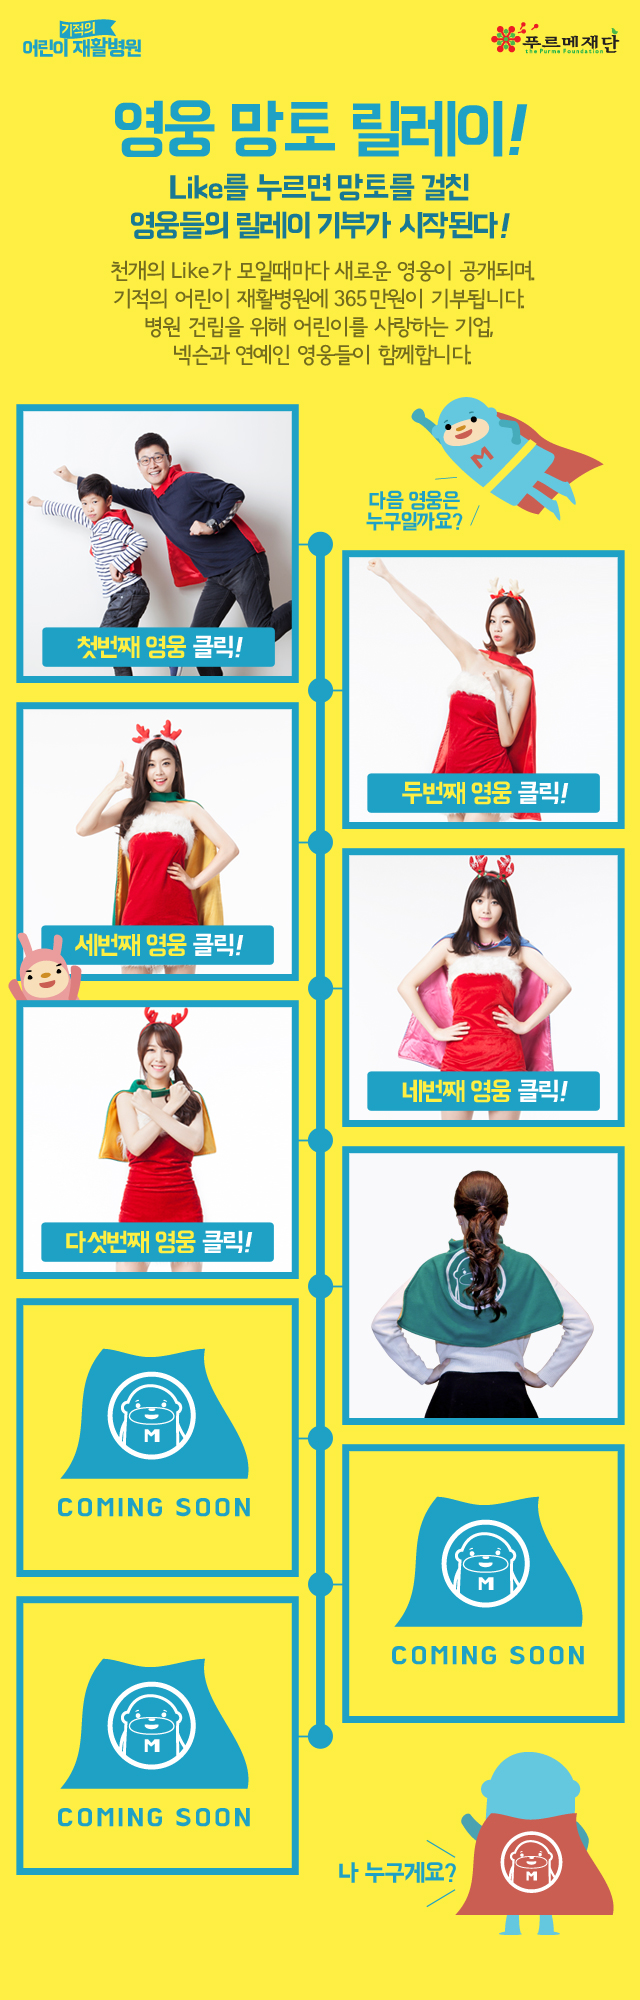 기적의
어린이 재활병원
푸르메재단
the Purme Foundation
영웅 망토 릴레이!
Like를 누르면 망토를 걸친
영웅들의 릴레이 기부가 시작된다!
천개의 Like가 모일때마다 새로운 영웅이 공개되며,
기적의 어린이 재활병원에 365만원이 기부됩니다.
병원 건립을 위해 어린이를 사랑하는 기업,
넥슨과 연예인 영웅들이 함께합니다.
M
다음 영웅은
누구일까요?
첫번째 영웅 클릭!
두번째 영웅 클릭!
세번째 영웅 클릭!
네번째 영웅 클릭!
다섯번째 영웅 클릭!
M
COMING SOON
M
COMING SOON
M
COMING SOON
나 누구게요?
M